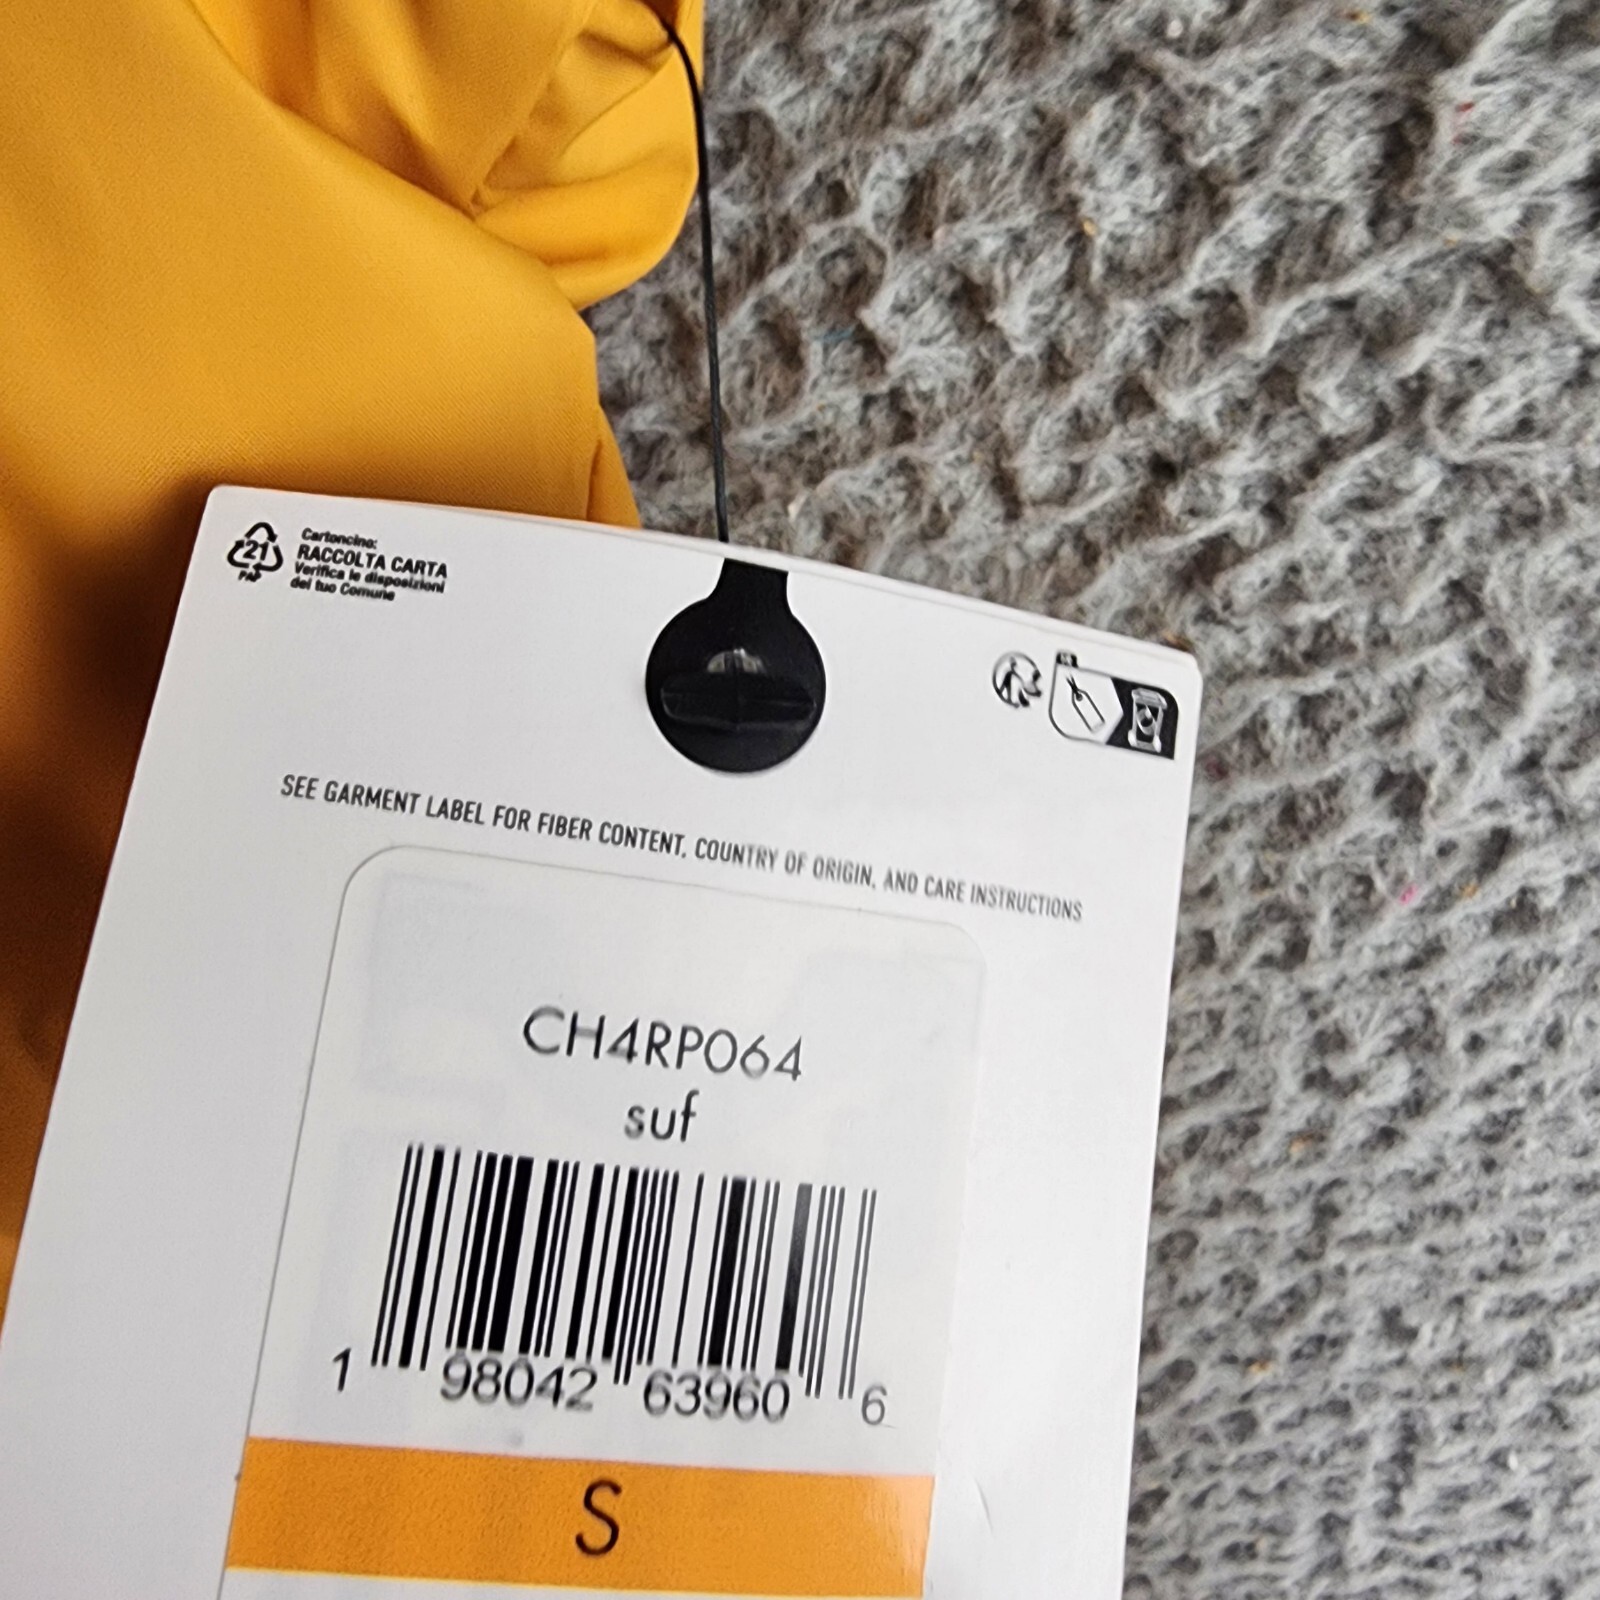 21
PAP
Cartoncino:
RACCOLTA CARTA
Verifica le disposizioni
del tuo Comune
SEE GARMENT LABEL FOR FIBER CONTENT, COUNTRY OF ORIGIN, AND CARE INSTRUCTIONS
CH4RP064
suf
1 98042 63960 6
S